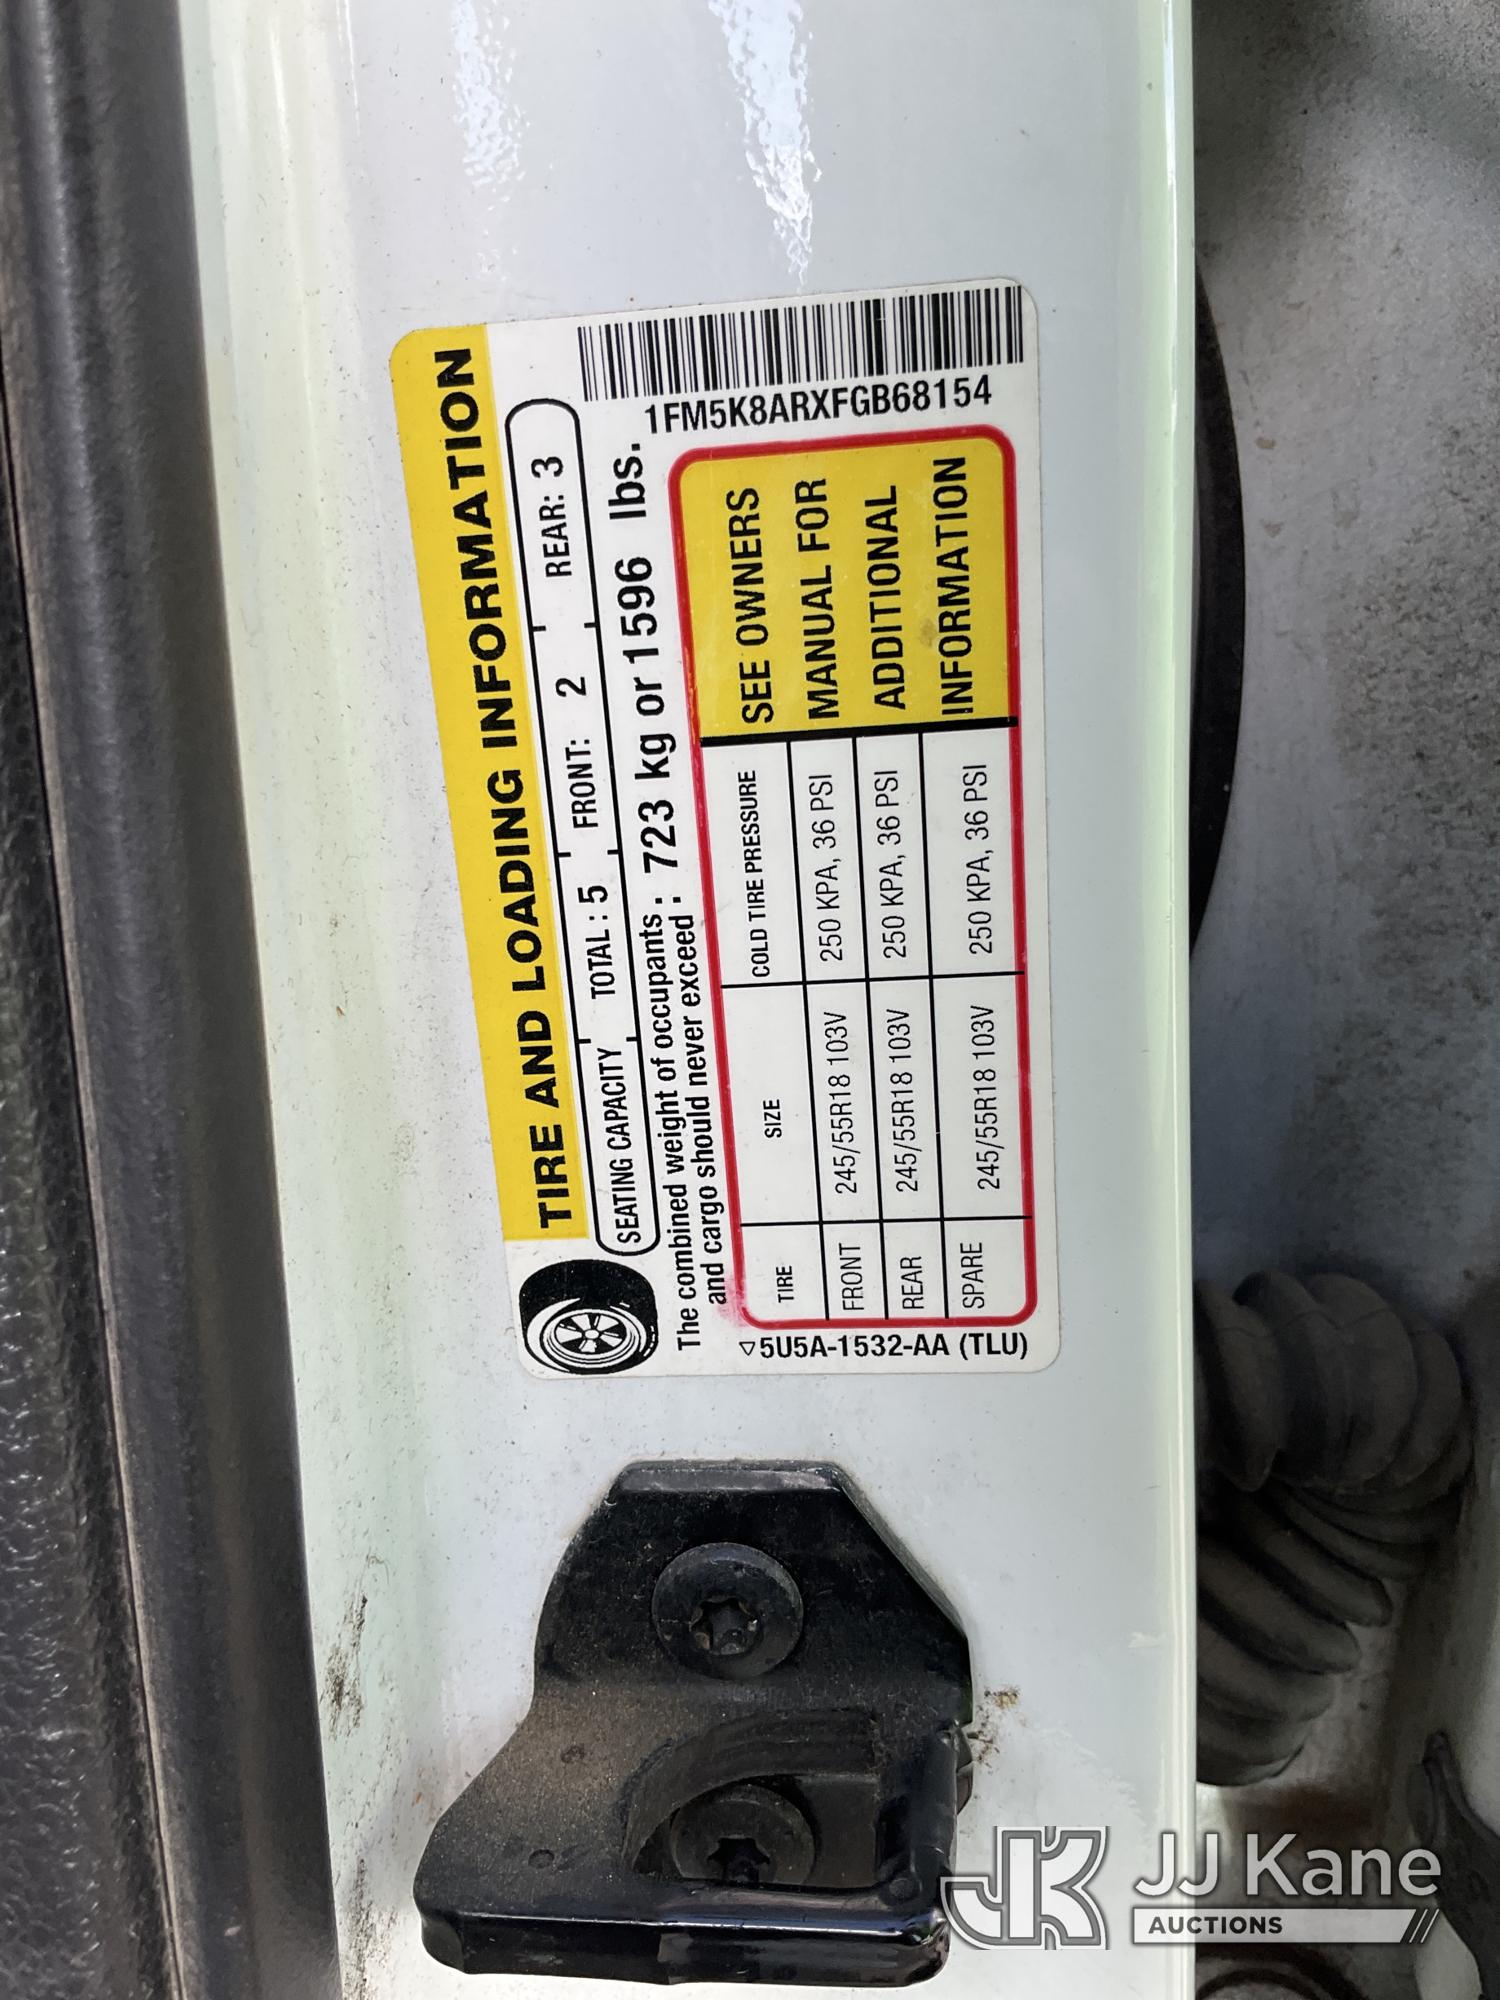 TIRE AND LOADING INFORMATION
SEATING CAPACITY TOTAL : 5 FRONT: 2 REAR: 3
The combined weight of occupants and cargo should never exceed : 723 kg or 1596 lbs.
1FM5K8ARXFGB68154
TIRE SIZE COLD TIRE PRESSURE
FRONT 245/55R18 103V 250 KPA, 36 PSI
REAR 245/55R18 103V 250 KPA, 36 PSI
SPARE 245/55R18 103V 250 KPA, 36 PSI
SEE OWNERS
MANUAL FOR
ADDITIONAL
INFORMATION
5U5A-1532-AA (TLU)
JK JJ Kane
AUCTIONS